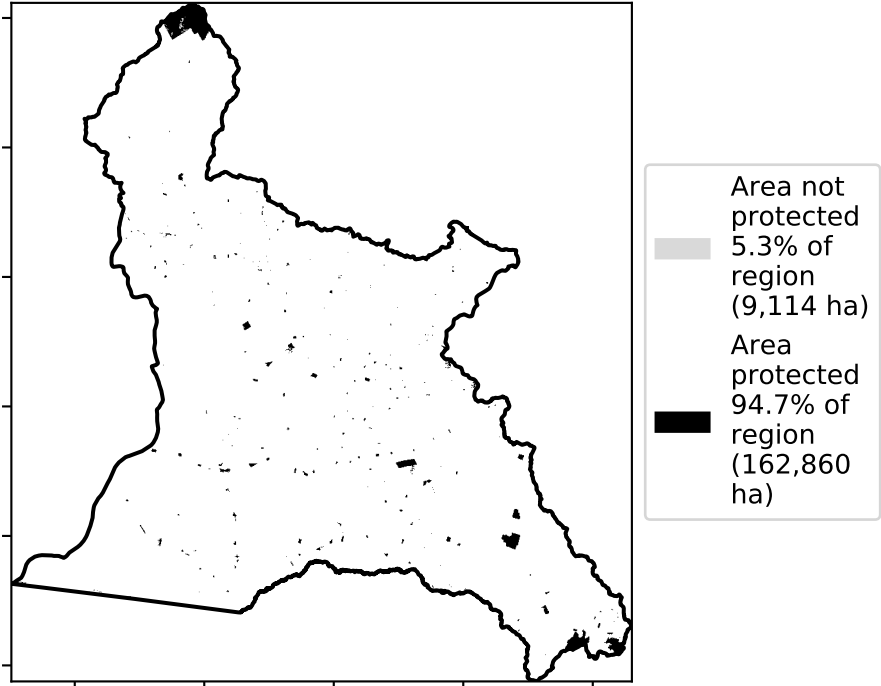 Area not
protected
5.3% of
region
(9,114 ha)
Area
protected
94.7% of
region
(162,860
ha)